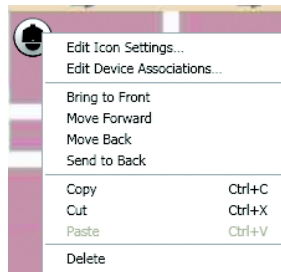 Edit Icon Settings...
Edit Device Associations...
Bring to Front
Move Forward
Move Back
Send to Back
Copy Ctrl+C
Cut Ctrl+X
Paste Ctrl+V
Delete